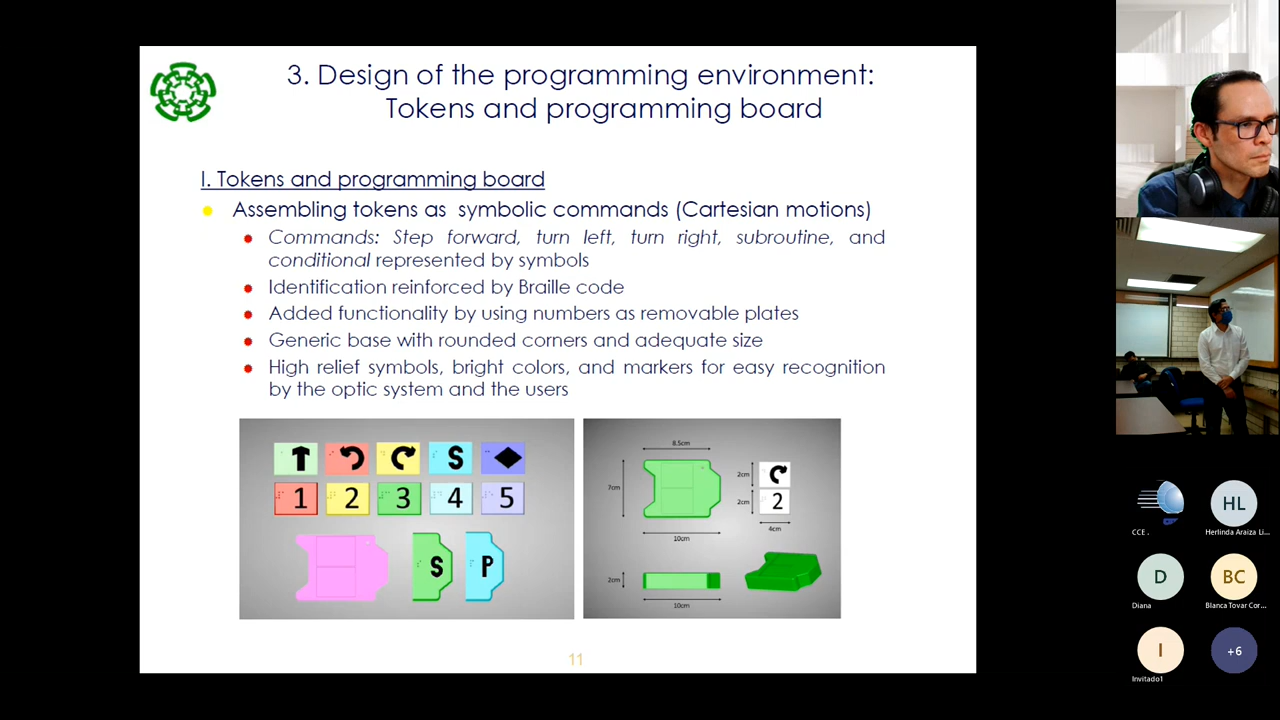 3. Design of the programming environment:
Tokens and programming board
I. Tokens and programming board
Assembling tokens as symbolic commands (Cartesian motions)
Commands: Step forward, turn left, turn right, subroutine, and
conditional represented by symbols
Identification reinforced by Braille code
Added functionality by using numbers as removable plates
Generic base with rounded corners and adequate size
High relief symbols, bright colors, and markers for easy recognition
by the optic system and the users
S
1 2 3 4 5
S P
8.5cm
7cm
2cm
2cm
2
4cm
10cm
2cm
10cm
11
CCE .
HL
Herlinda Araiza Li...
D
Diana
BC
Blanca Tovar Cor...
I
Invitado1
+6